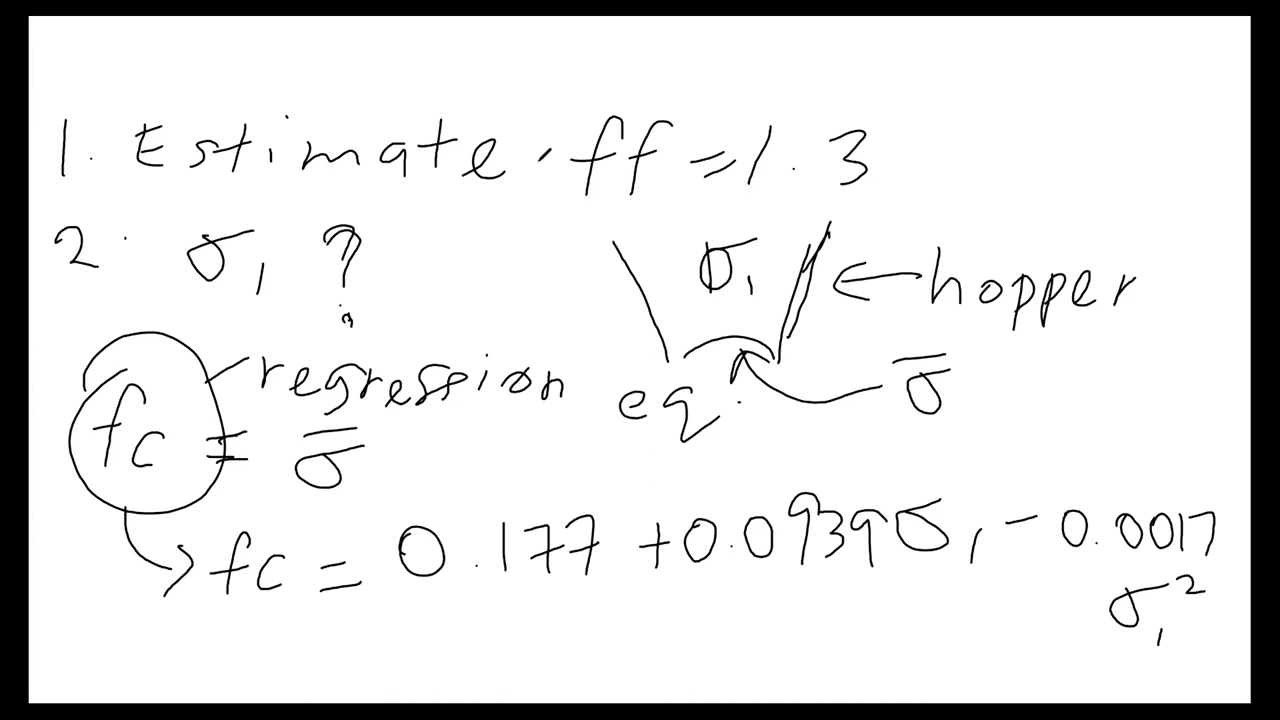 1. Estimate . ff = 1.3
2. σ₁ ?
σ₁ ← hopper
regression eq.
σ̅
fc = σ̅
fc = 0.177 + 0.0939σ₁ - 0.0017
σ₁²